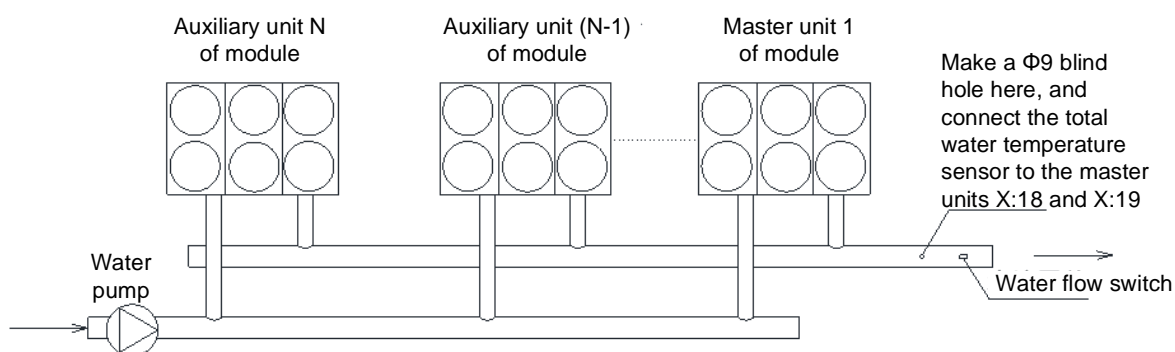 Auxiliary unit N
of module
Auxiliary unit (N-1)
of module
Master unit 1
of module
Make a Φ9 blind
hole here, and
connect the total
water temperature
sensor to the master
units X:18 and X:19
Water
pump
Water flow switch